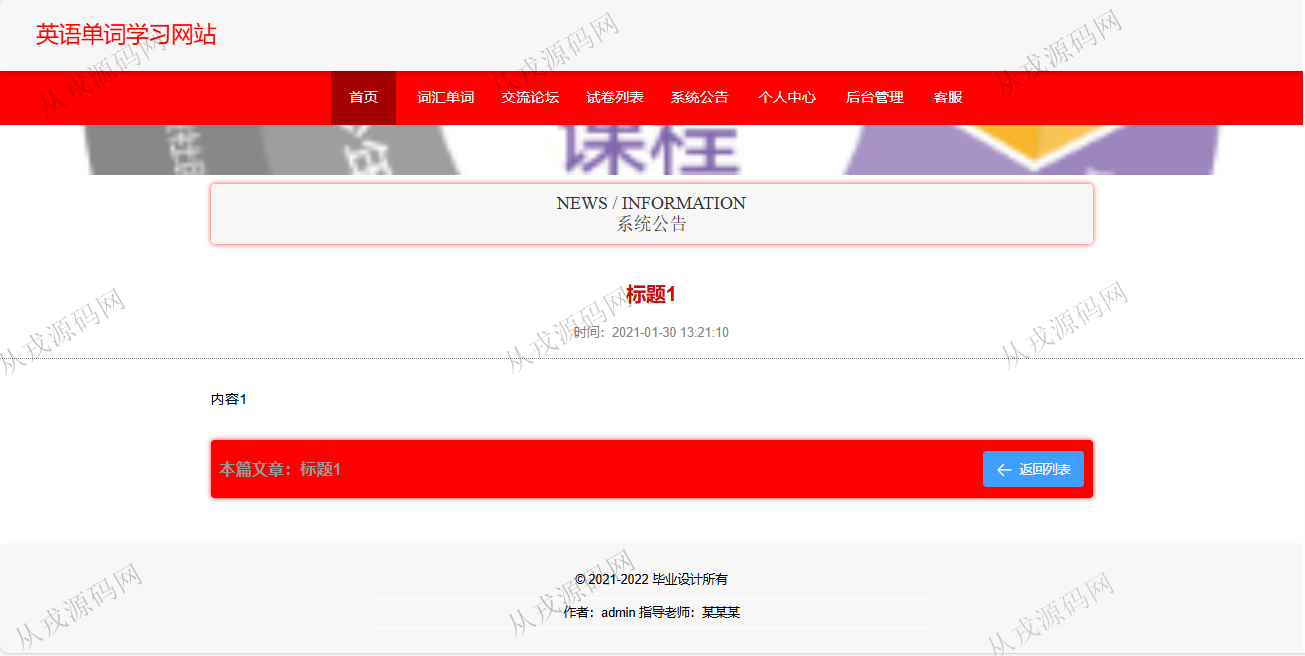 英语单词学习网站
首页 词汇单词 交流论坛 试卷列表 系统公告 个人中心 后台管理 客服
课程
NEWS / INFORMATION
系统公告
标题1
时间：2021-01-30 13:21:10
内容1
本篇文章：标题1
返回列表
© 2021-2022 毕业设计所有
作者：admin 指导老师：某某某
从戎源码网
从戎源码网
从戎源码网
从戎源码网
从戎源码网
从戎源码网
从戎源码网
从戎源码网
从戎源码网